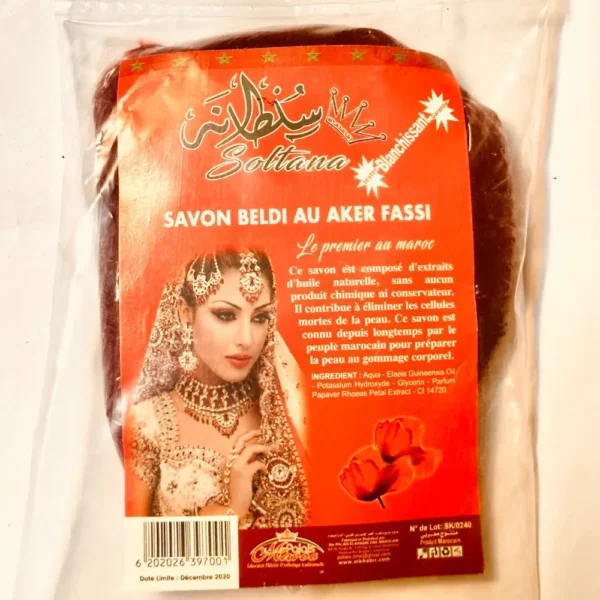 سلطانة
Soltana
Blanchissant
SAVON BELDI AU AKER FASSI
Le premier au maroc
Ce savon est composé d'extraits
d'huile naturelle, sans aucun
produit chimique ni conservateur.
Il contribue à éliminer les cellules
mortes de la peau. Ce savon est
connu depuis longtemps par le
peuple marocain pour préparer
la peau au gommage corporel.
INGREDIENT : Aqua - Elaeis Guineensis Oil
- Potassium Hydroxyde - Glycerin - Parfum
Papaver Rhoeas Petal Extract - CI 14720.
6 202026 397001
Date Limite : Décembre 2020
N° de Lot: SK/0240
منتوج مغربي
Produit Marocain